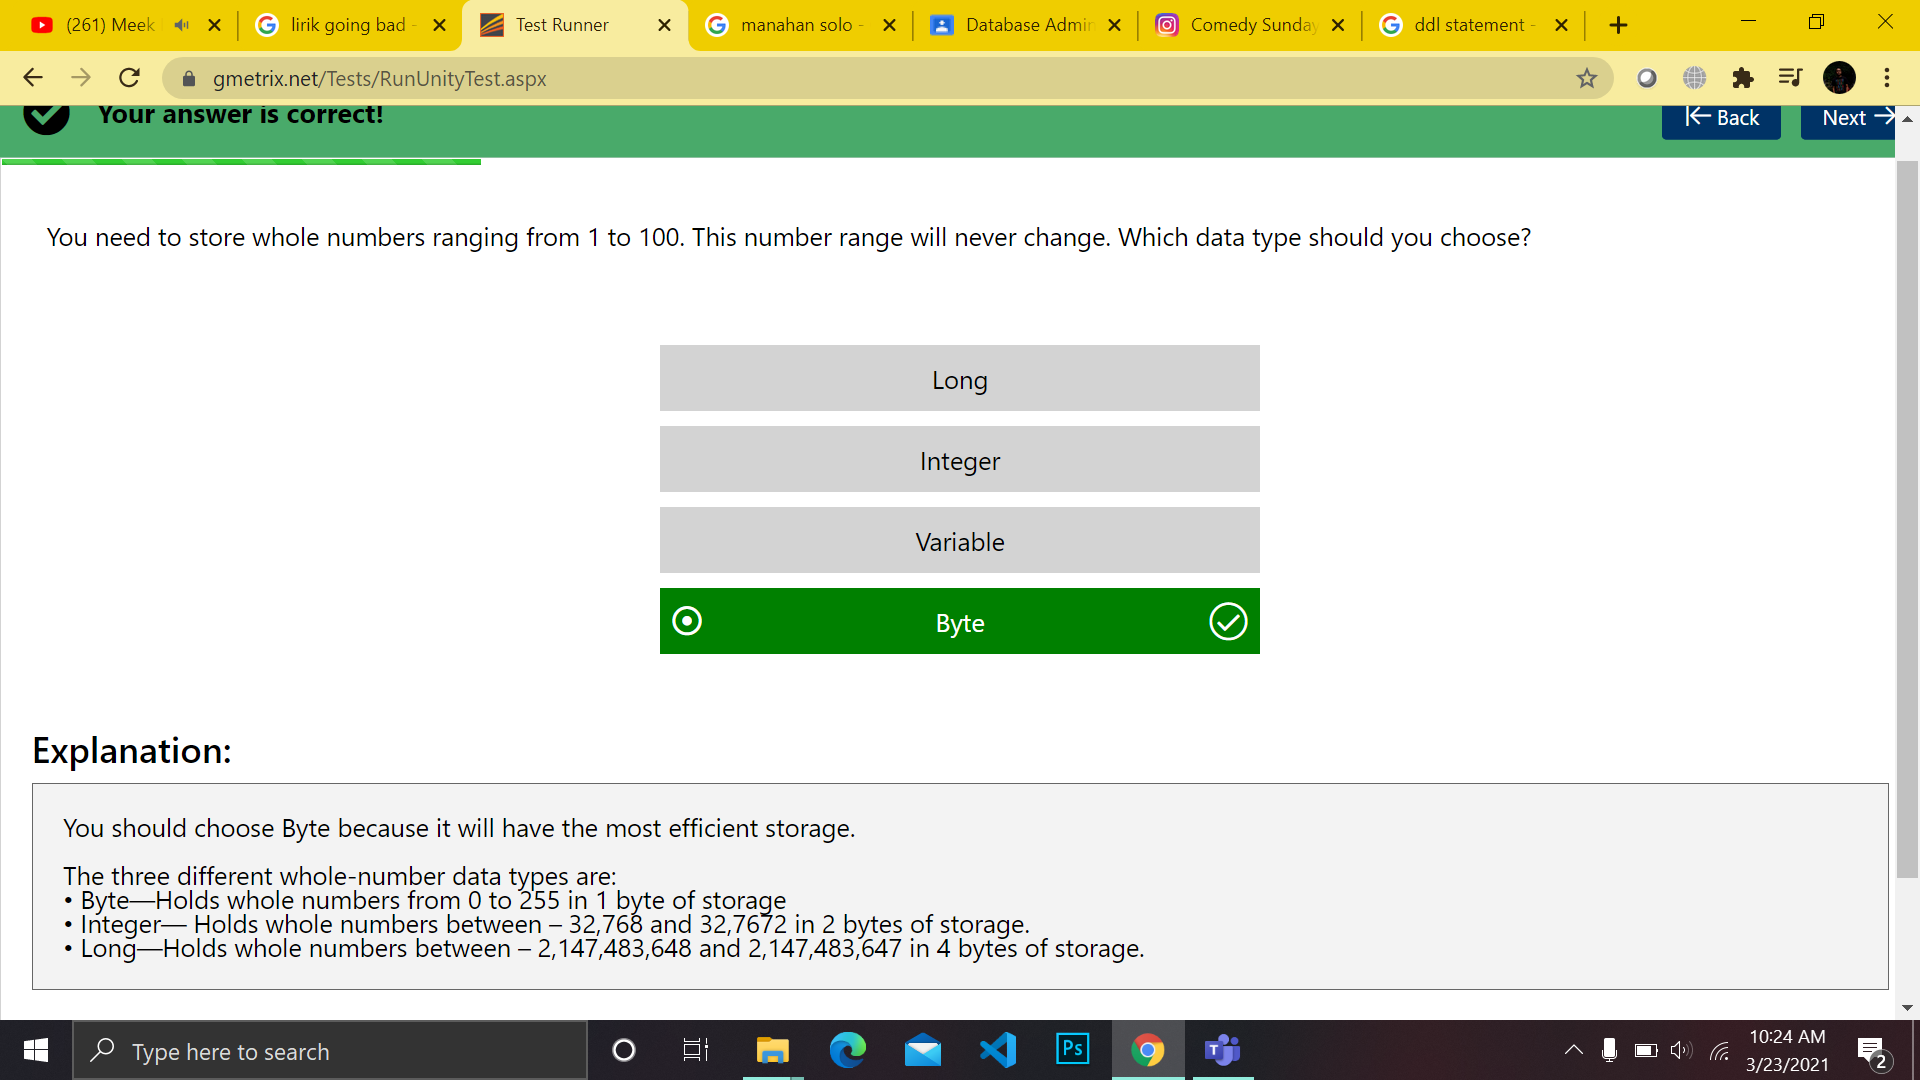 (261) Meek
lirik going bad -
Test Runner
manahan solo -
Database Admin
Comedy Sunday
ddl statement -
gmetrix.net/Tests/RunUnityTest.aspx
Your answer is correct!
Back
Next
You need to store whole numbers ranging from 1 to 100. This number range will never change. Which data type should you choose?
Long
Integer
Variable
Byte
Explanation:
You should choose Byte because it will have the most efficient storage.
The three different whole-number data types are:
• Byte—Holds whole numbers from 0 to 255 in 1 byte of storage
• Integer— Holds whole numbers between – 32,768 and 32,7672 in 2 bytes of storage.
• Long—Holds whole numbers between – 2,147,483,648 and 2,147,483,647 in 4 bytes of storage.
Type here to search
Ps
T
10:24 AM
3/23/2021
2